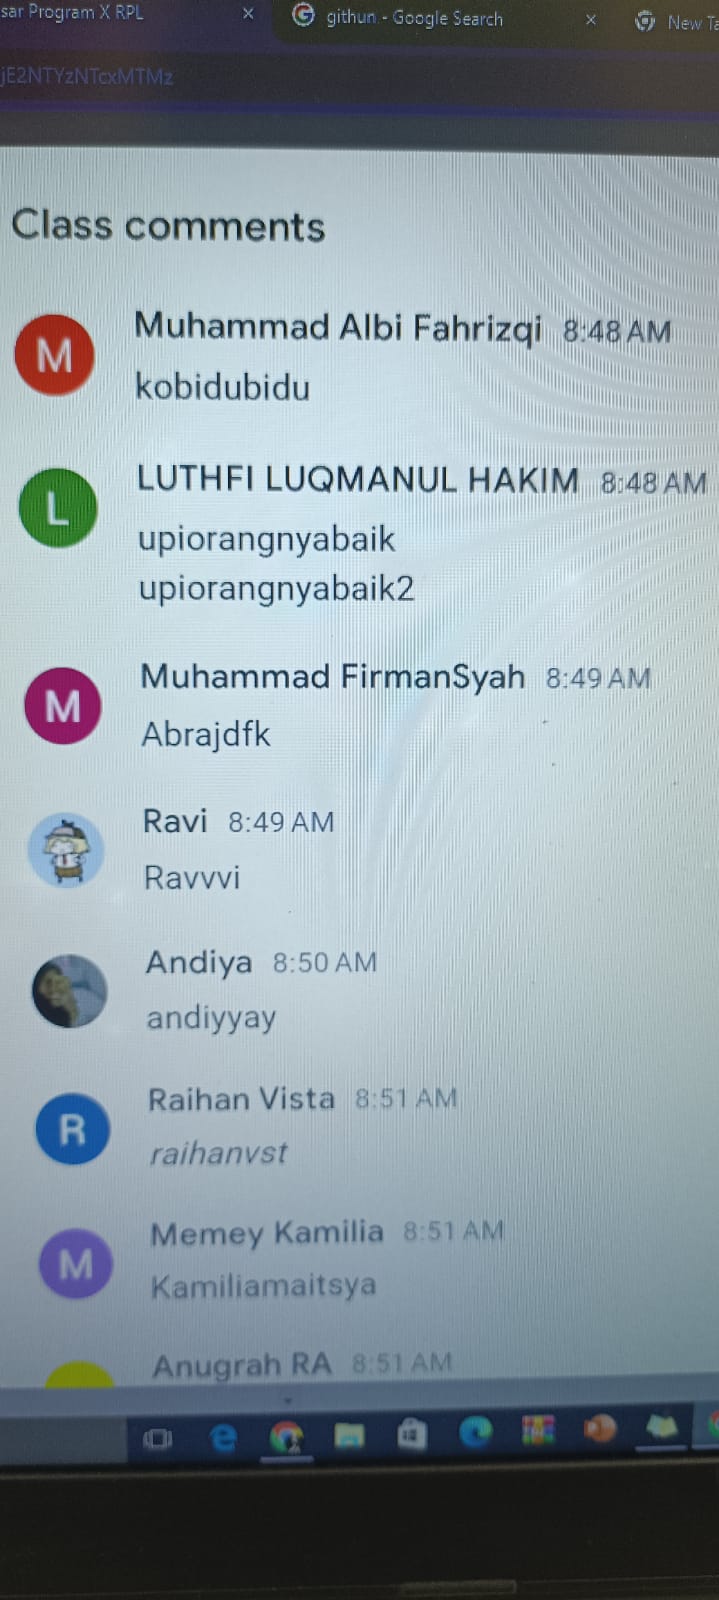 sar Program X RPL
githun - Google Search
New Ta
jE2NTYzNTcxMTMz
Class comments
M
Muhammad Albi Fahrizqi 8:48 AM
kobidubidu
L
LUTHFI LUQMANUL HAKIM 8:48 AM
upiorangnyabaik
upiorangnyabaik2
M
Muhammad FirmanSyah 8:49 AM
Abrajdfk
Ravi 8:49 AM
Ravvvi
Andiya 8:50 AM
andiyyay
R
Raihan Vista 8:51 AM
raihanvst
M
Memey Kamilia 8:51 AM
Kamiliamaitsya
Anugrah RA 8:51 AM